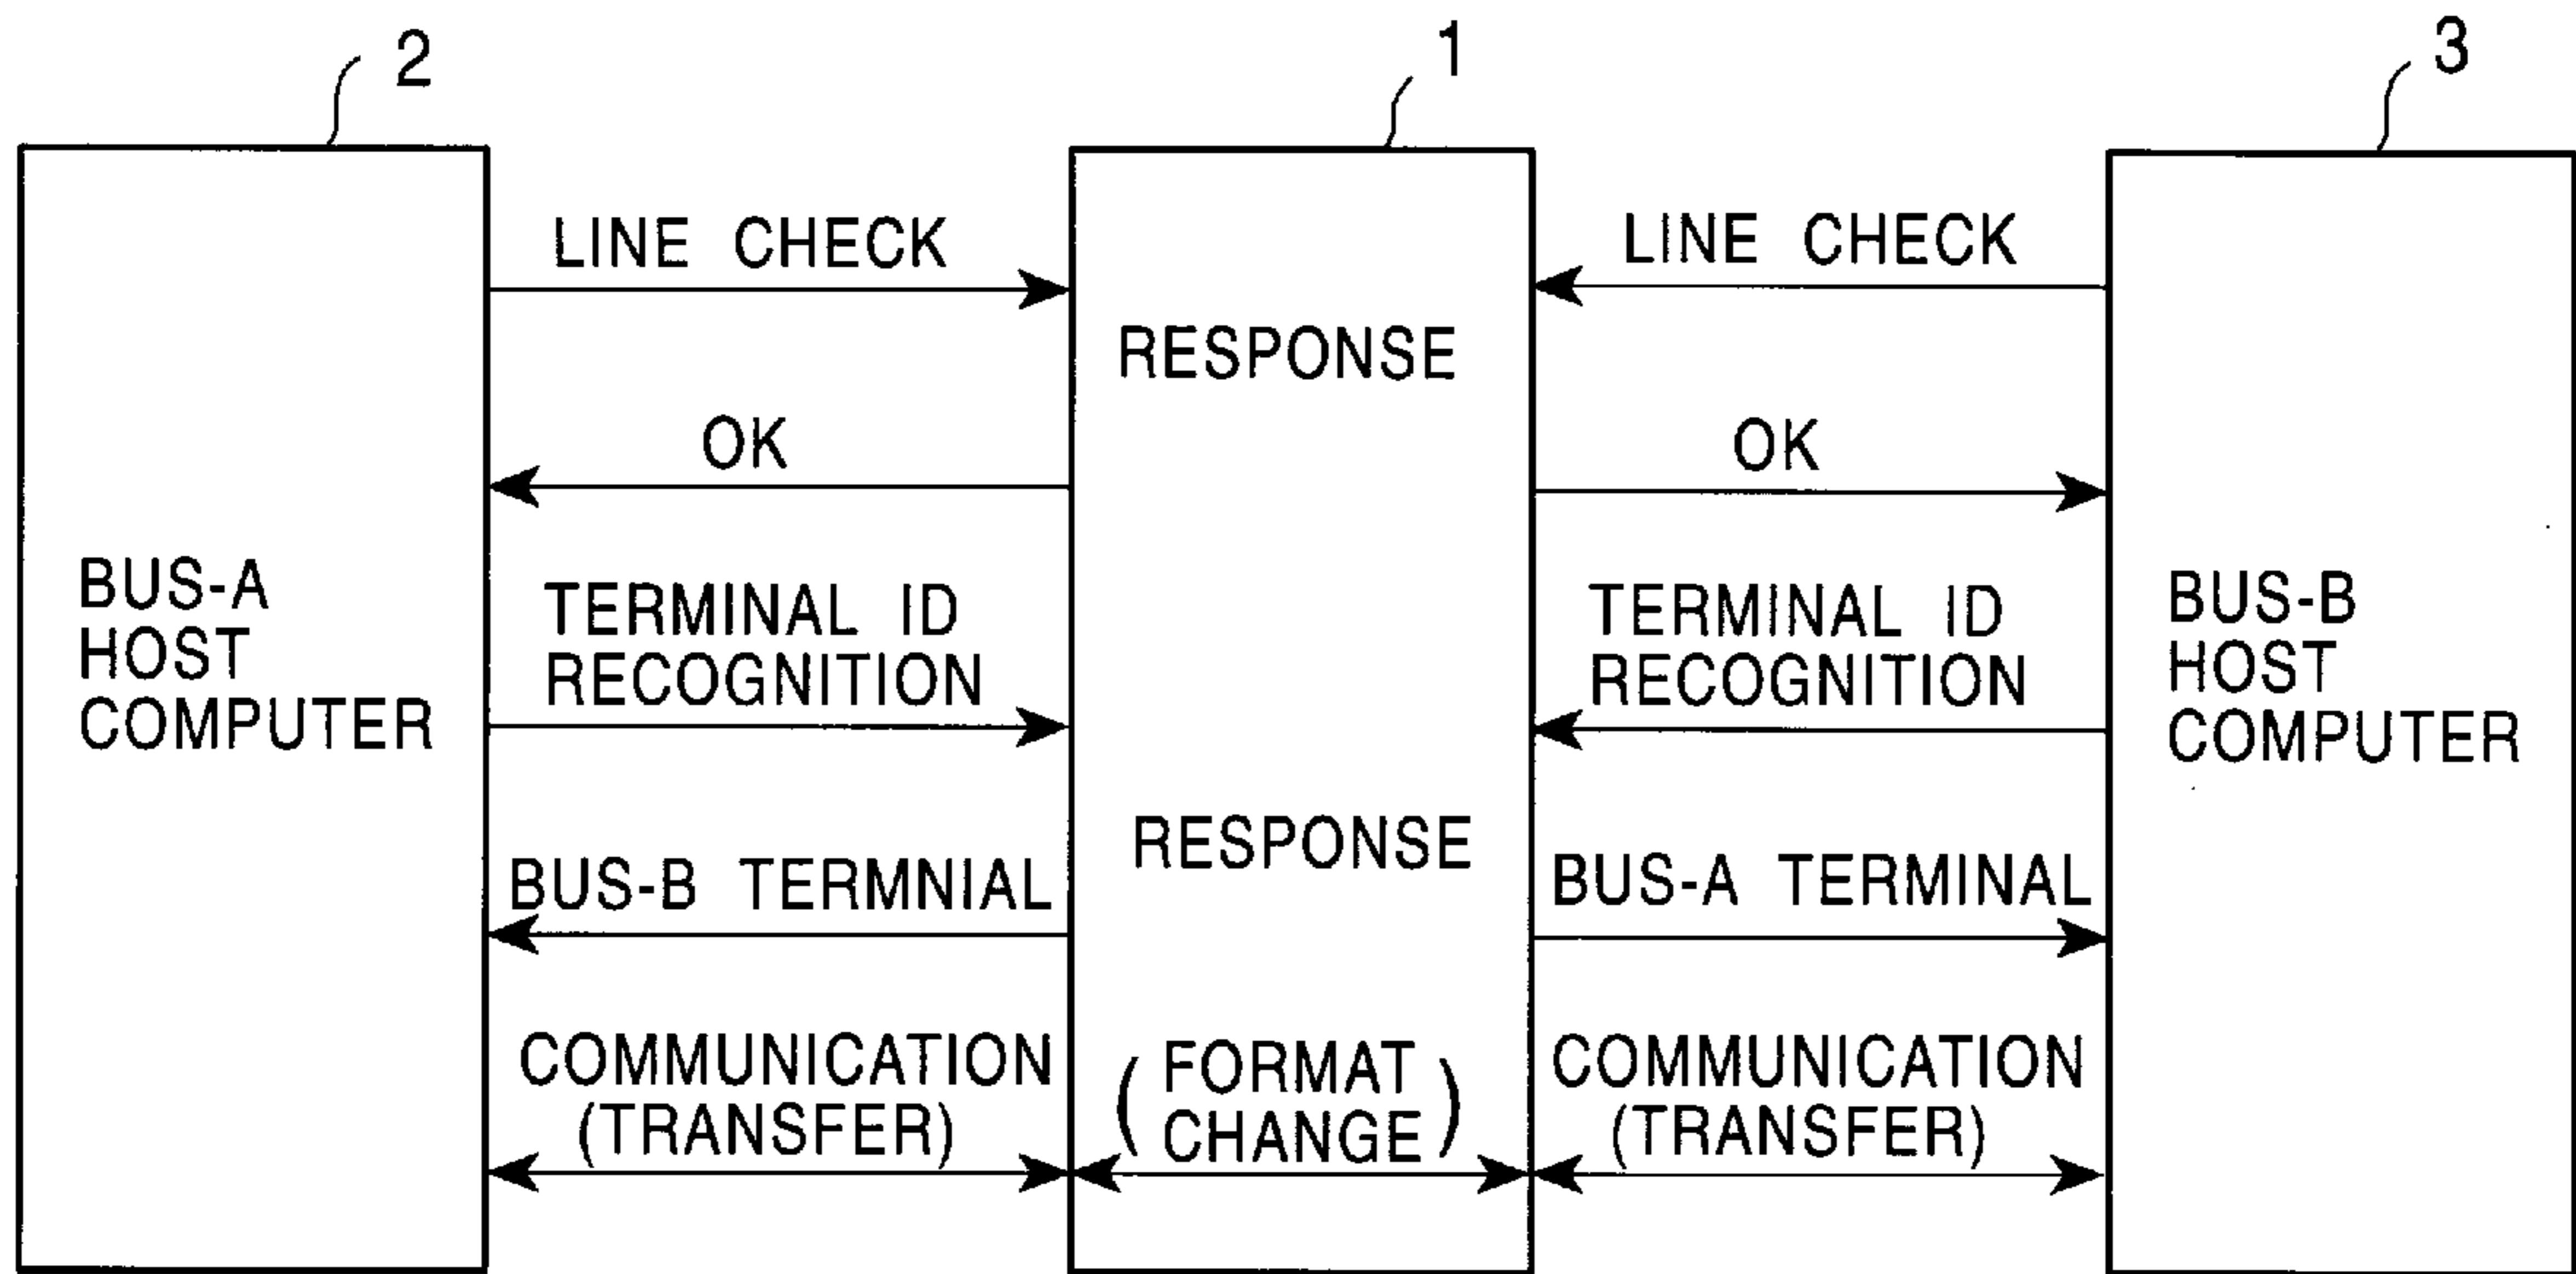 2
1
3
LINE CHECK
LINE CHECK
RESPONSE
OK
OK
BUS-A
HOST
COMPUTER
TERMINAL ID
RECOGNITION
TERMINAL ID
RECOGNITION
BUS-B
HOST
COMPUTER
RESPONSE
BUS-B TERMNIAL
BUS-A TERMINAL
COMMUNICATION
(TRANSFER)
(FORMAT
CHANGE)
COMMUNICATION
(TRANSFER)